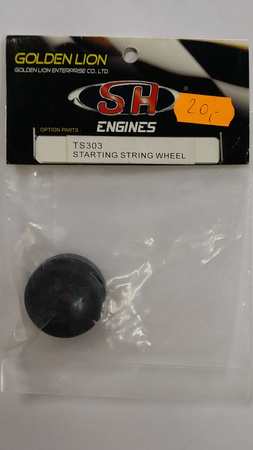 GOLDEN LION
GOLDEN LION ENTERPRISE CO., LTD.
SH
20,-
ENGINES
OPTION PARTS :
TS303
STARTING STRING WHEEL